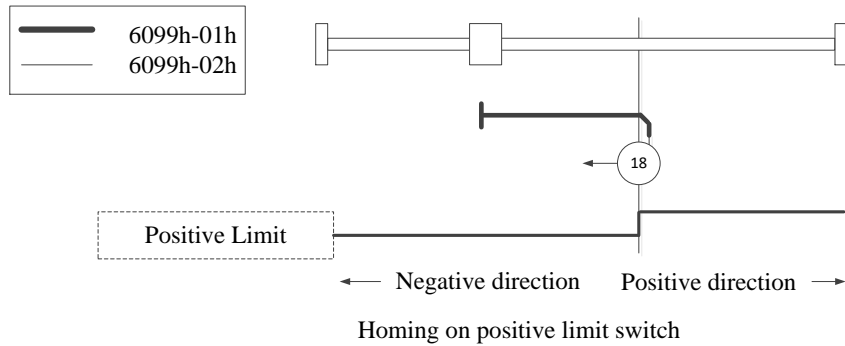 6099h-01h
6099h-02h
18
Positive Limit
Negative direction
Positive direction
Homing on positive limit switch